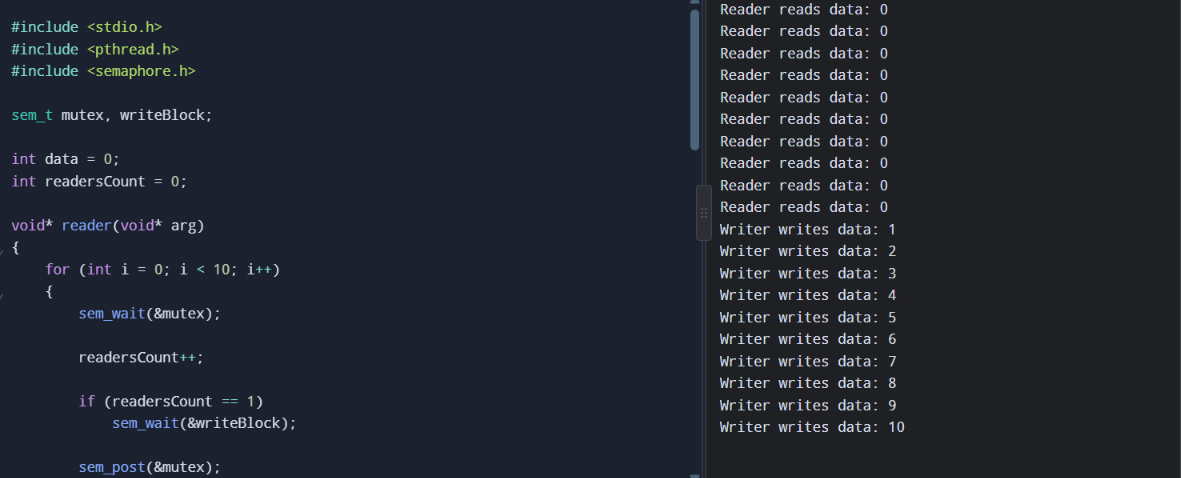 #include <stdio.h>
#include <pthread.h>
#include <semaphore.h>
sem_t mutex, writeBlock;
int data = 0;
int readersCount = 0;
void* reader(void* arg)
{
for (int i = 0; i < 10; i++)
{
sem_wait(&mutex);
readersCount++;
if (readersCount == 1)
sem_wait(&writeBlock);
sem_post(&mutex);
Reader reads data: 0
Reader reads data: 0
Reader reads data: 0
Reader reads data: 0
Reader reads data: 0
Reader reads data: 0
Reader reads data: 0
Reader reads data: 0
Reader reads data: 0
Reader reads data: 0
Writer writes data: 1
Writer writes data: 2
Writer writes data: 3
Writer writes data: 4
Writer writes data: 5
Writer writes data: 6
Writer writes data: 7
Writer writes data: 8
Writer writes data: 9
Writer writes data: 10